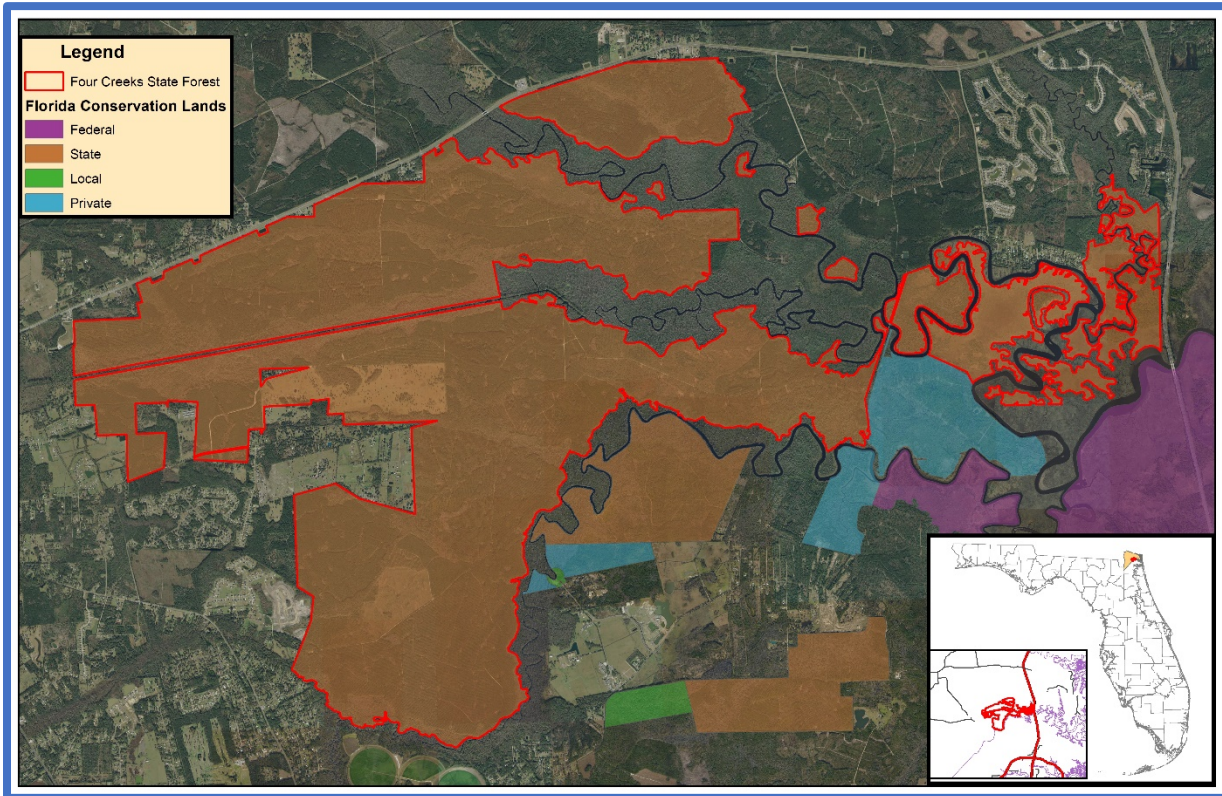 Legend
Four Creeks State Forest
Florida Conservation Lands
Federal
State
Local
Private